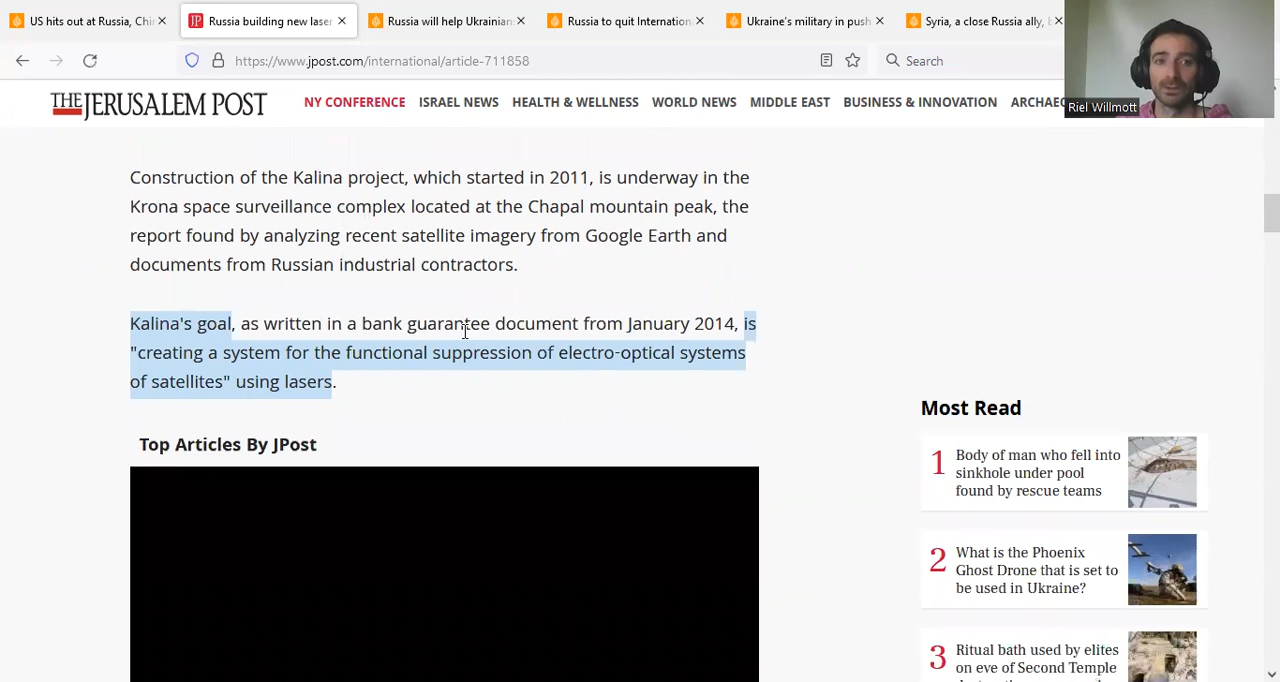 US hits out at Russia, Chi
Russia building new laser
Russia will help Ukrainian
Russia to quit Internation
Ukraine's military in push
Syria, a close Russia ally, b
https://www.jpost.com/international/article-711858
Search
Riel Willmott
THE JERUSALEM POST
NY CONFERENCE ISRAEL NEWS HEALTH & WELLNESS WORLD NEWS MIDDLE EAST BUSINESS & INNOVATION ARCHAEO
Construction of the Kalina project, which started in 2011, is underway in the
Krona space surveillance complex located at the Chapal mountain peak, the
report found by analyzing recent satellite imagery from Google Earth and
documents from Russian industrial contractors.
Kalina's goal, as written in a bank guarantee document from January 2014, is
"creating a system for the functional suppression of electro-optical systems
of satellites" using lasers.
Top Articles By JPost
Most Read
1
Body of man who fell into
sinkhole under pool
found by rescue teams
2
What is the Phoenix
Ghost Drone that is set to
be used in Ukraine?
3
Ritual bath used by elites
on eve of Second Temple